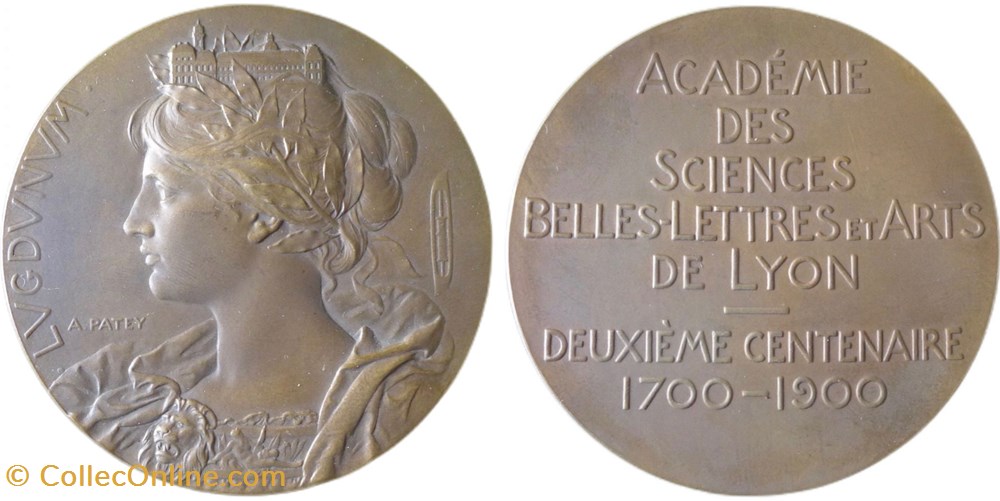 LVGDVNVM.
A PATEY
ACADÉMIE
DES
SCIENCES
BELLES-LETTRES ET ARTS
DE LYON
—
DEUXIÈME CENTENAIRE
1700-1900
© CollecOnline.com